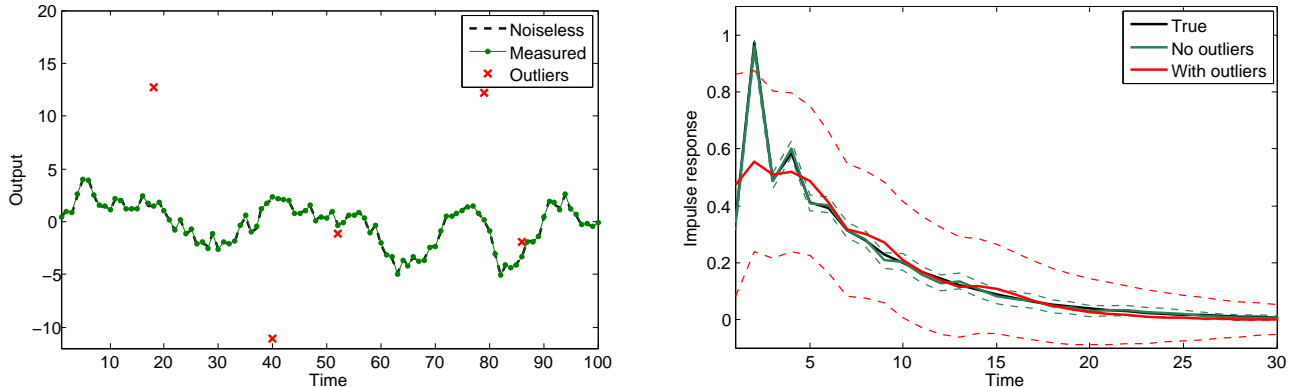 20
15
10
5
0
−5
−10
10 20 30 40 50 60 70 80 90 100
Time
Output
Noiseless
Measured
Outliers
1
0.8
0.6
0.4
0.2
0
5 10 15 20 25 30
Time
Impulse response
True
No outliers
With outliers